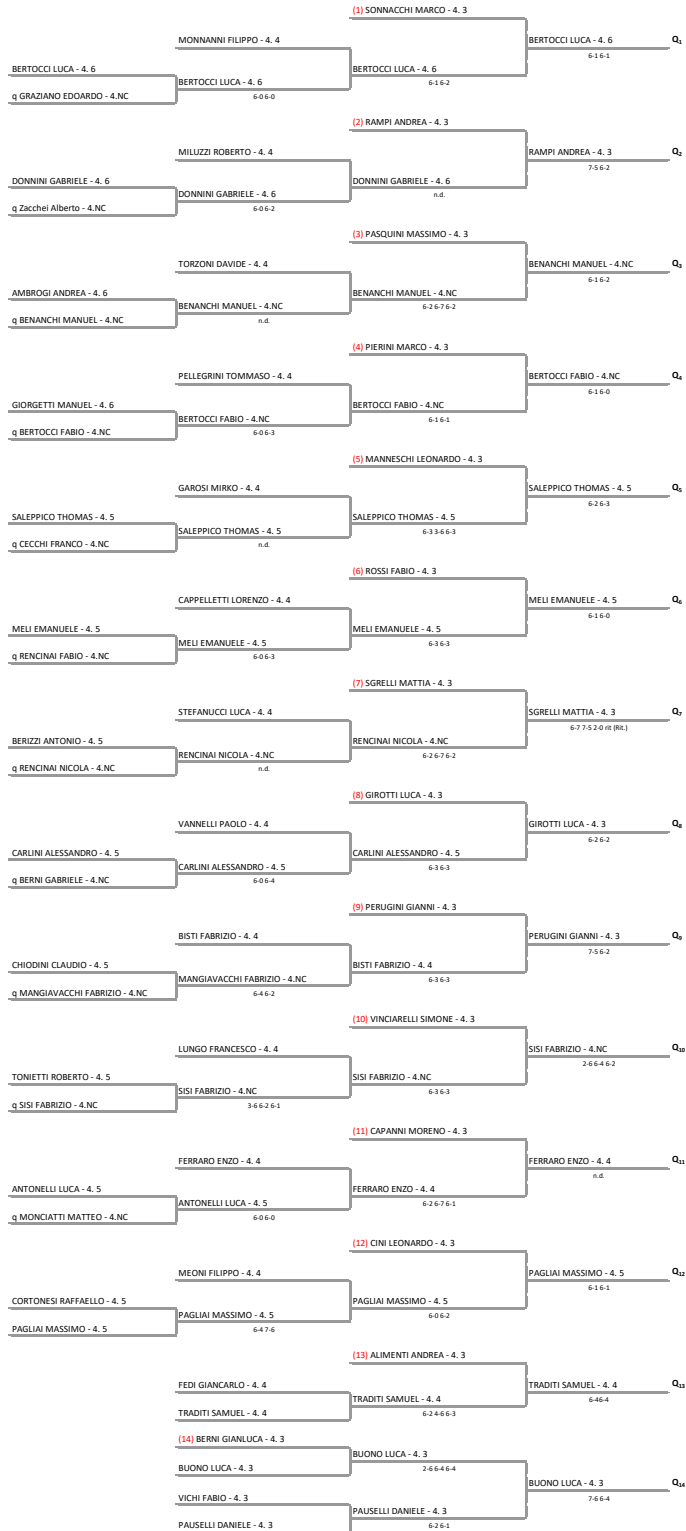 (1) SONNACCHI MARCO - 4. 3
MONNANNI FILIPPO - 4. 4
BERTOCCI LUCA - 4. 6
Q1
6-1 6-1
BERTOCCI LUCA - 4. 6
BERTOCCI LUCA - 4. 6
6-1 6-2
BERTOCCI LUCA - 4. 6
6-0 6-0
q GRAZIANO EDOARDO - 4.NC
(2) RAMPI ANDREA - 4. 3
MILUZZI ROBERTO - 4. 4
RAMPI ANDREA - 4. 3
Q2
7-5 6-2
DONNINI GABRIELE - 4. 6
DONNINI GABRIELE - 4. 6
n.d.
DONNINI GABRIELE - 4. 6
6-0 6-2
q Zacchei Alberto - 4.NC
(3) PASQUINI MASSIMO - 4. 3
TORZONI DAVIDE - 4. 4
BENANCHI MANUEL - 4.NC
Q3
6-1 6-2
AMBROGI ANDREA - 4. 6
BENANCHI MANUEL - 4.NC
6-2 6-7 6-2
BENANCHI MANUEL - 4.NC
n.d.
q BENANCHI MANUEL - 4.NC
(4) PIERINI MARCO - 4. 3
PELLEGRINI TOMMASO - 4. 4
BERTOCCI FABIO - 4.NC
Q4
6-1 6-0
GIORGETTI MANUEL - 4. 6
BERTOCCI FABIO - 4.NC
6-1 6-1
BERTOCCI FABIO - 4.NC
6-0 6-3
q BERTOCCI FABIO - 4.NC
(5) MANNESCHI LEONARDO - 4. 3
GAROSI MIRKO - 4. 4
SALEPPICO THOMAS - 4. 5
Q5
6-2 6-3
SALEPPICO THOMAS - 4. 5
SALEPPICO THOMAS - 4. 5
6-3 3-6 6-3
SALEPPICO THOMAS - 4. 5
n.d.
q CECCHI FRANCO - 4.NC
(6) ROSSI FABIO - 4. 3
CAPPELLETTI LORENZO - 4. 4
MELI EMANUELE - 4. 5
Q6
6-1 6-0
MELI EMANUELE - 4. 5
MELI EMANUELE - 4. 5
6-3 6-3
MELI EMANUELE - 4. 5
6-0 6-3
q RENCINAI FABIO - 4.NC
(7) SGRELLI MATTIA - 4. 3
STEFANUCCI LUCA - 4. 4
SGRELLI MATTIA - 4. 3
Q7
6-7 7-5 2-0 rit (Rit.)
BERIZZI ANTONIO - 4. 5
RENCINAI NICOLA - 4.NC
6-2 6-7 6-2
RENCINAI NICOLA - 4.NC
n.d.
q RENCINAI NICOLA - 4.NC
(8) GIROTTI LUCA - 4. 3
VANNELLI PAOLO - 4. 4
GIROTTI LUCA - 4. 3
Q8
6-2 6-2
CARLINI ALESSANDRO - 4. 5
CARLINI ALESSANDRO - 4. 5
6-3 6-3
CARLINI ALESSANDRO - 4. 5
6-0 6-4
q BERNI GABRIELE - 4.NC
(9) PERUGINI GIANNI - 4. 3
BISTI FABRIZIO - 4. 4
PERUGINI GIANNI - 4. 3
Q9
7-5 6-2
CHIODINI CLAUDIO - 4. 5
BISTI FABRIZIO - 4. 4
6-3 6-3
MANGIAVACCHI FABRIZIO - 4.NC
6-4 6-2
q MANGIAVACCHI FABRIZIO - 4.NC
(10) VINCIARELLI SIMONE - 4. 3
LUNGO FRANCESCO - 4. 4
SISI FABRIZIO - 4.NC
Q10
2-6 6-4 6-2
TONIETTI ROBERTO - 4. 5
SISI FABRIZIO - 4.NC
6-3 6-3
SISI FABRIZIO - 4.NC
3-6 6-2 6-1
q SISI FABRIZIO - 4.NC
(11) CAPANNI MORENO - 4. 3
FERRARO ENZO - 4. 4
FERRARO ENZO - 4. 4
Q11
n.d.
ANTONELLI LUCA - 4. 5
FERRARO ENZO - 4. 4
6-2 6-7 6-1
ANTONELLI LUCA - 4. 5
6-0 6-0
q MONCIATTI MATTEO - 4.NC
(12) CINI LEONARDO - 4. 3
MEONI FILIPPO - 4. 4
PAGLIAI MASSIMO - 4. 5
Q12
6-1 6-1
CORTONESI RAFFAELLO - 4. 5
PAGLIAI MASSIMO - 4. 5
6-0 6-2
PAGLIAI MASSIMO - 4. 5
6-4 7-6
PAGLIAI MASSIMO - 4. 5
(13) ALIMENTI ANDREA - 4. 3
FEDI GIANCARLO - 4. 4
TRADITI SAMUEL - 4. 4
Q13
6-46-4
TRADITI SAMUEL - 4. 4
6-2 4-6 6-3
TRADITI SAMUEL - 4. 4
(14) BERNI GIANLUCA - 4. 3
BUONO LUCA - 4. 3
2-6 6-4 6-4
BUONO LUCA - 4. 3
BUONO LUCA - 4. 3
Q14
7-6 6-4
VICHI FABIO - 4. 3
PAUSELLI DANIELE - 4. 3
6-2 6-1
PAUSELLI DANIELE - 4. 3